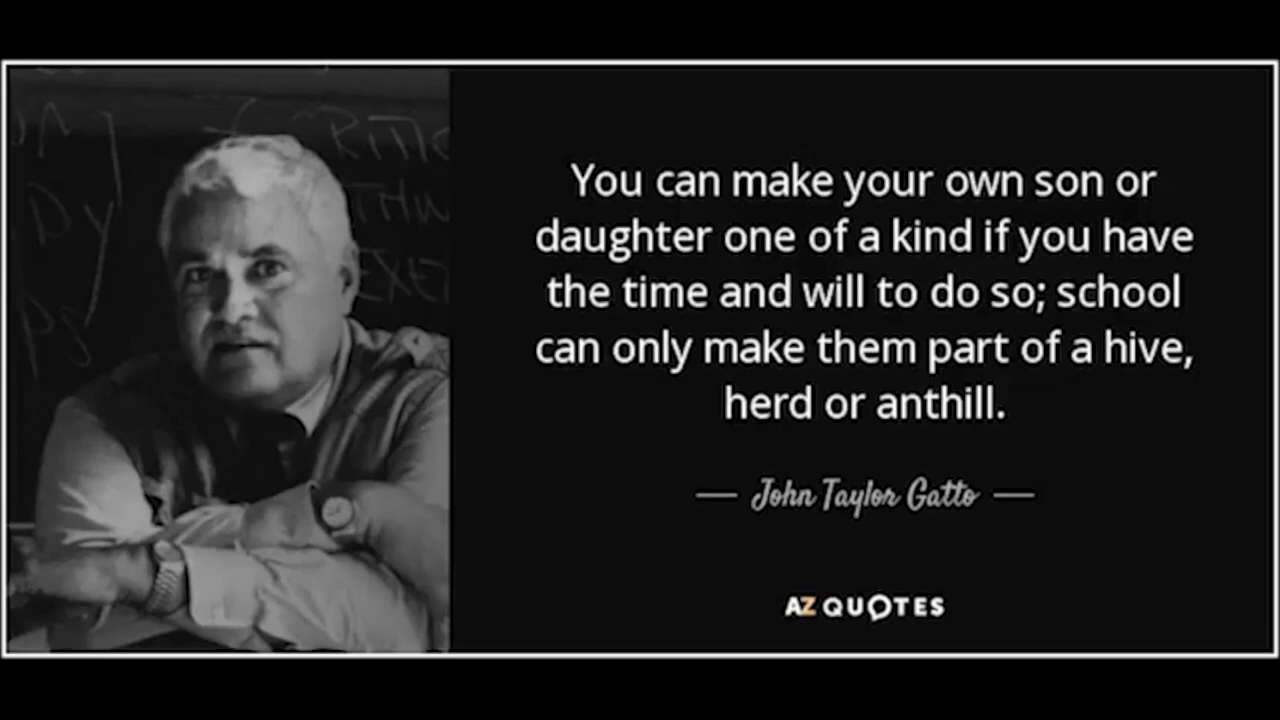 You can make your own son or
daughter one of a kind if you have
the time and will to do so; school
can only make them part of a hive,
herd or anthill.
John Taylor Gatto
AZ QUOTES